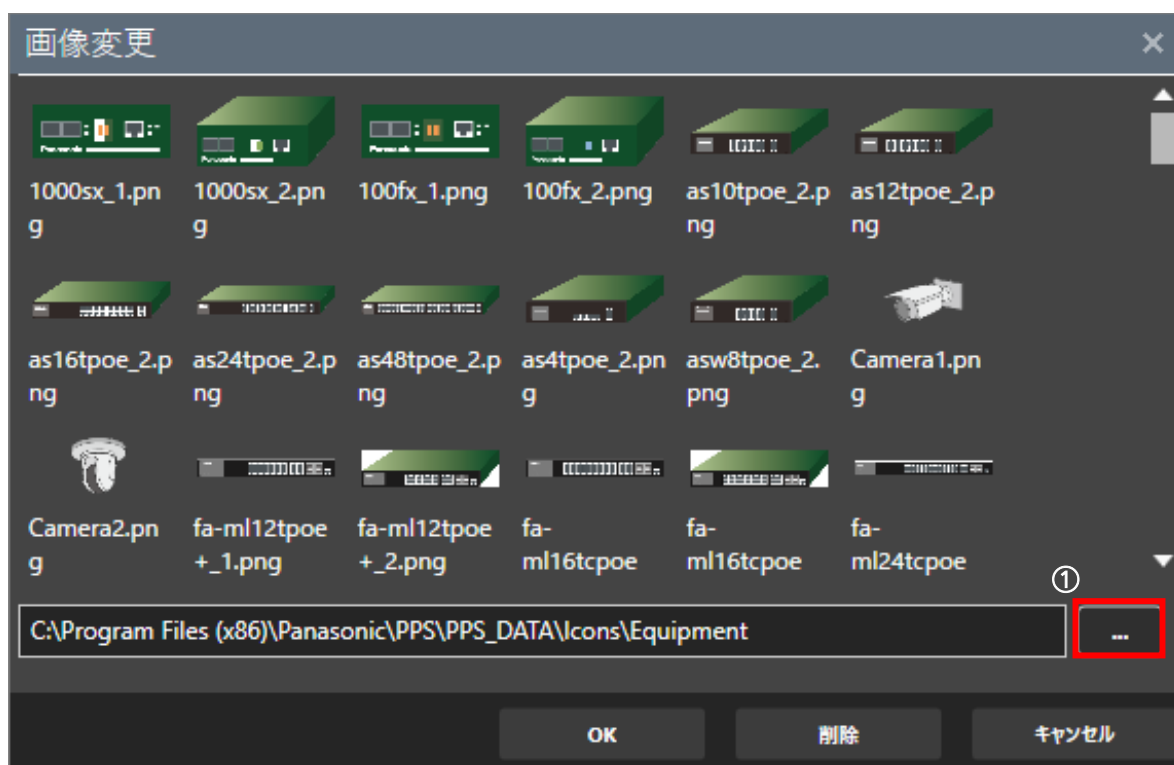 画像変更
1000sx_1.pn
g
1000sx_2.pn
g
100fx_1.png
100fx_2.png
as10tpoe_2.p
ng
as12tpoe_2.p
ng
as16tpoe_2.p
ng
as24tpoe_2.p
ng
as48tpoe_2.p
ng
as4tpoe_2.pn
g
asw8tpoe_2.
png
Camera1.pn
g
Camera2.pn
g
fa-ml12tpoe
+_1.png
fa-ml12tpoe
+_2.png
fa-
ml16tcpoe
fa-
ml16tcpoe
fa-
ml24tcpoe
①
C:\Program Files (x86)\Panasonic\PPS\PPS_DATA\Icons\Equipment
...
OK
削除
キャンセル